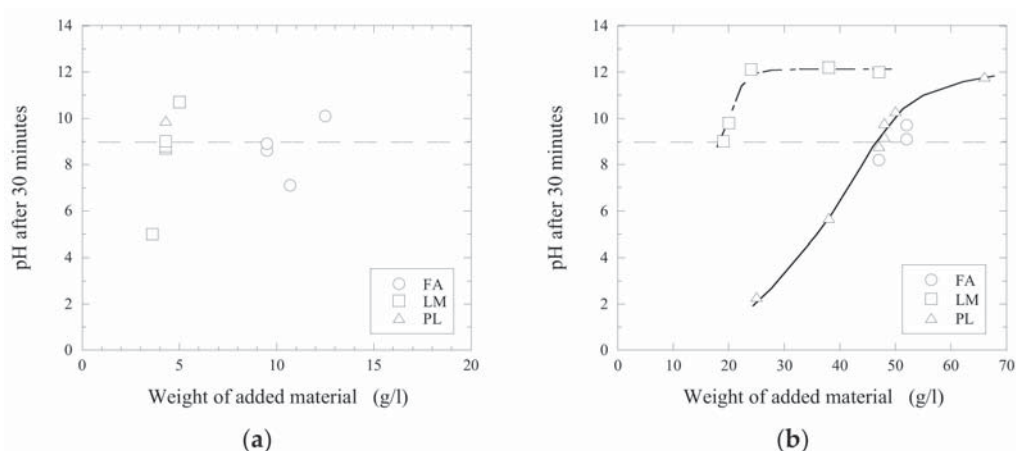 14
12
10
8
6
4
2
0
pH after 30 minutes
FA
LM
PL
0 5 10 15 20
Weight of added material (g/l)
(a)
14
12
10
8
6
4
2
0
pH after 30 minutes
FA
LM
PL
0 10 20 30 40 50 60 70
Weight of added material (g/l)
(b)